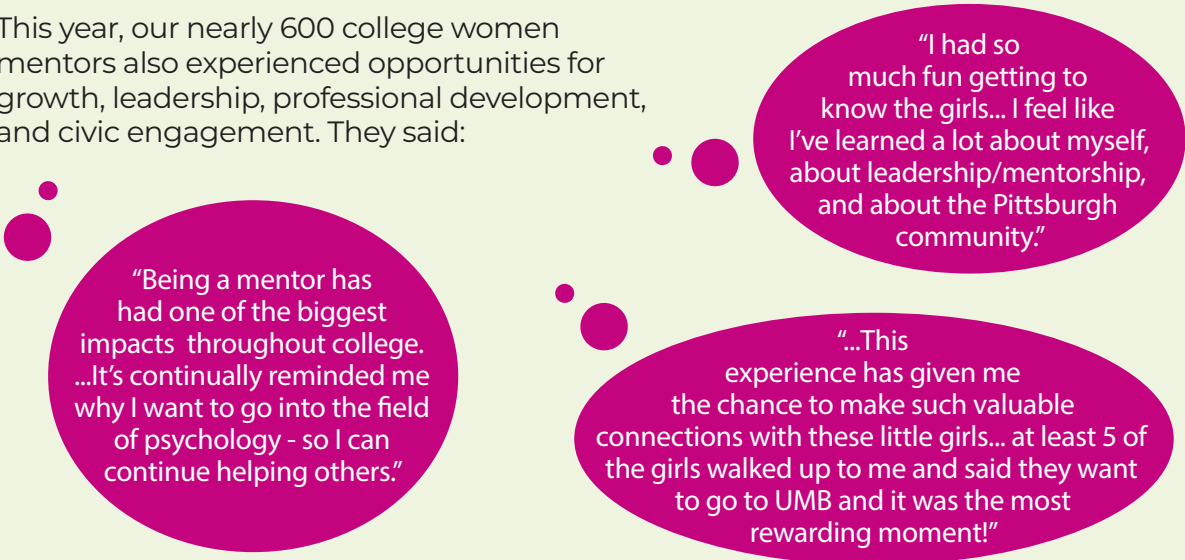 This year, our nearly 600 college women
mentors also experienced opportunities for
growth, leadership, professional development,
and civic engagement. They said:
“I had so
much fun getting to
know the girls... I feel like
I’ve learned a lot about myself,
about leadership/mentorship,
and about the Pittsburgh
community.”
“Being a mentor has
had one of the biggest
impacts throughout college.
...It’s continually reminded me
why I want to go into the field
of psychology - so I can
continue helping others.”
“...This
experience has given me
the chance to make such valuable
connections with these little girls... at least 5 of
the girls walked up to me and said they want
to go to UMB and it was the most
rewarding moment!”